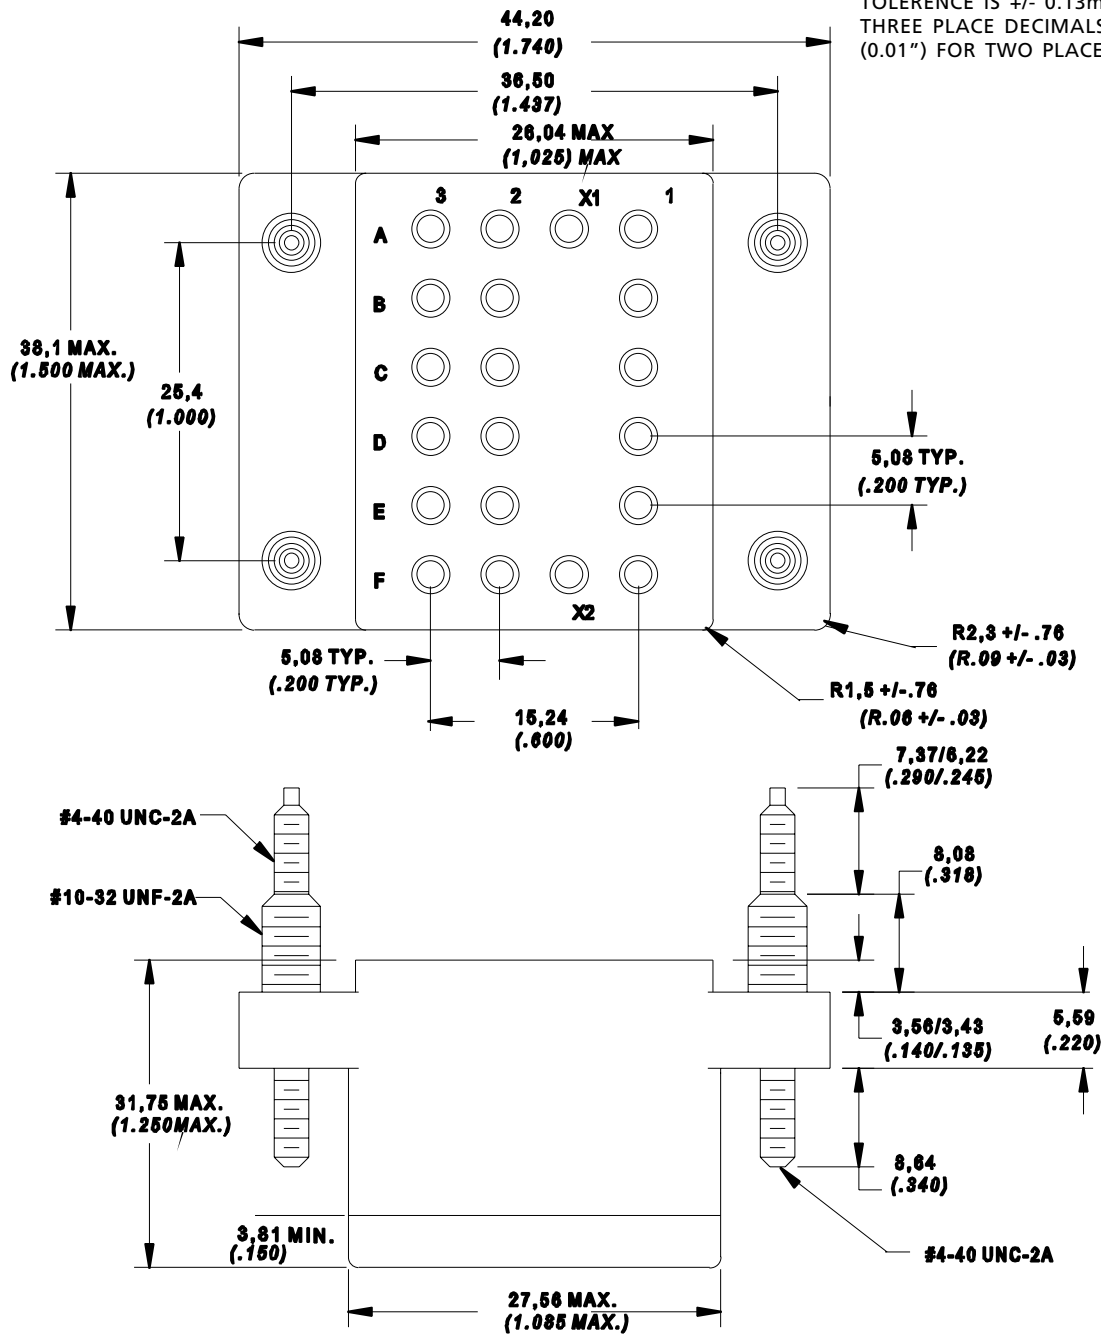 TOLERENCE IS +/- 0.13m
THREE PLACE DECIMALS
(0.01") FOR TWO PLACE
44,20
(1.740)
36,50
(1.437)
26,04 MAX
(1,025) MAX
3 2 X1 1
A
B
C
D
E
F
X2
38,1 MAX.
(1.500 MAX.)
25,4
(1.000)
5,08 TYP.
(.200 TYP.)
R2,3 +/- .76
(R.09 +/- .03)
5,08 TYP.
(.200 TYP.)
R1,5 +/-.76
(R.06 +/- .03)
15,24
(.600)
7,37/6,22
(.290/.245)
#4-40 UNC-2A
8,08
(.318)
#10-32 UNF-2A
3,56/3,43
(.140/.135)
5,59
(.220)
31,75 MAX.
(1.250MAX.)
8,64
(.340)
3,81 MIN.
(.150)
#4-40 UNC-2A
27,56 MAX.
(1.085 MAX.)